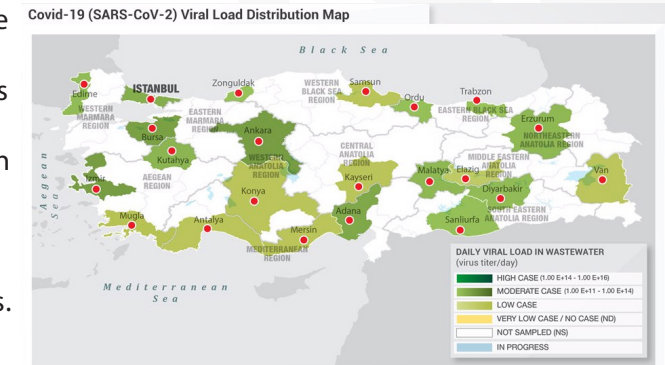 Covid-19 (SARS-CoV-2) Viral Load Distribution Map
e
s
n
s.
Black Sea
Edirne
ISTANBUL
Zonguldak
WESTERN
BLACK SEA
REGION
Samsun
Ordu
Trabzon
EASTERN BLACK SEA
REGION
WESTERN
MARMARA
REGION
EASTERN
MARMARA
REGION
Bursa
Ankara
Erzurum
NORTHEASTERN
ANATOLIA REGION
Kutahya
WESTERN
ANATOLIA
REGION
CENTRAL
ANATOLIA
REGION
MIDDLE EASTERN
ANATOLIA
REGION
Aegean
Sea
Izmir
AEGEAN
REGION
Kayseri
Malatya
Elazig
Van
Konya
Diyarbakir
Mugla
Antalya
Mersin
Adana
Sanliurfa
SOUTH EASTERN
ANATOLIA REGION
MEDITERRANEAN
REGION
Mediterranean
Sea
DAILY VIRAL LOAD IN WASTEWATER
(virus titer/day)
HIGH CASE (1.00 E+14 - 1.00 E+16)
MODERATE CASE (1.00 E+11 - 1.00 E+14)
LOW CASE
VERY LOW CASE / NO CASE (ND)
NOT SAMPLED (NS)
IN PROGRESS